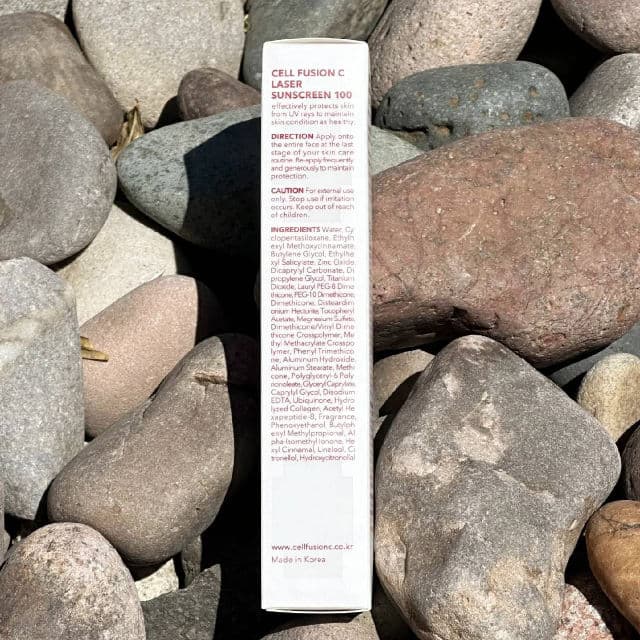 CELL FUSION C
LASER
SUNSCREEN 100
effectively protects skin
from UV rays to maintain
skin condition as healthy.
DIRECTION Apply onto
the entire face at the last
stage of your skin care
routine. Re-apply frequently
and generously to maintain
protection.
CAUTION For external use
only. Stop use if irritation
occurs. Keep out of reach
of children.
INGREDIENTS Water, Cy
clopentasiloxane, Ethylh
exyl Methoxycinnamate,
Butylene Glycol, Ethylhe
xyl Salicylate, Zinc Oxide,
Dicaprylyl Carbonate, Di
propylene Glycol, Titanium
Dioxide, Lauryl PEG-8 Dime
thicone, PEG-10 Dimethicone,
Dimethicone, Disteardim
onium Hectorite, Tocopheryl
Acetate, Magnesium Sulfate,
Dimethicone/Vinyl Dime
thicone Crosspolymer, Me
thyl Methacrylate Crosspo
lymer, Phenyl Trimethico
ne, Aluminum Hydroxide,
Aluminum Stearate, Methi
cone, Polyglyceryl-6 Poly
ricinoleate, Glyceryl Caprylate,
Caprylyl Glycol, Disodium
EDTA, Ubiquinone, Hydro
lyzed Collagen, Acetyl He
xapeptide-8, Fragrance,
Phenoxyethanol, Butylph
enyl Methylpropional, Al
pha-Isomethyl Ionone, He
xyl Cinnamal, Linalool, Ci
tronellol, Hydroxycitronellal
www.cellfusionc.co.kr
Made in Korea